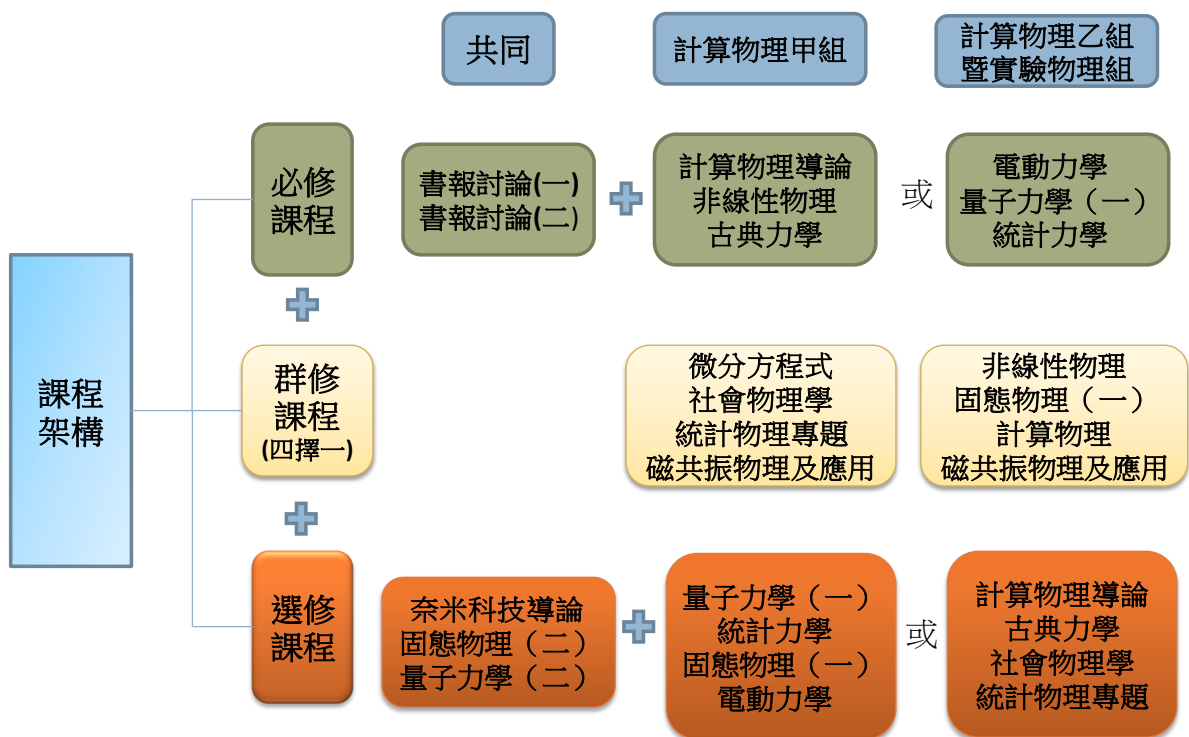 共同
計算物理甲組
計算物理乙組
暨實驗物理組
必修
課程
書報討論(一)
書報討論(二)
計算物理導論
非線性物理
古典力學
或
電動力學
量子力學（一）
統計力學
課程
架構
群修
課程
(四擇一)
微分方程式
社會物理學
統計物理專題
磁共振物理及應用
非線性物理
固態物理（一）
計算物理
磁共振物理及應用
選修
課程
奈米科技導論
固態物理（二）
量子力學（二）
量子力學（一）
統計力學
固態物理（一）
電動力學
或
計算物理導論
古典力學
社會物理學
統計物理專題